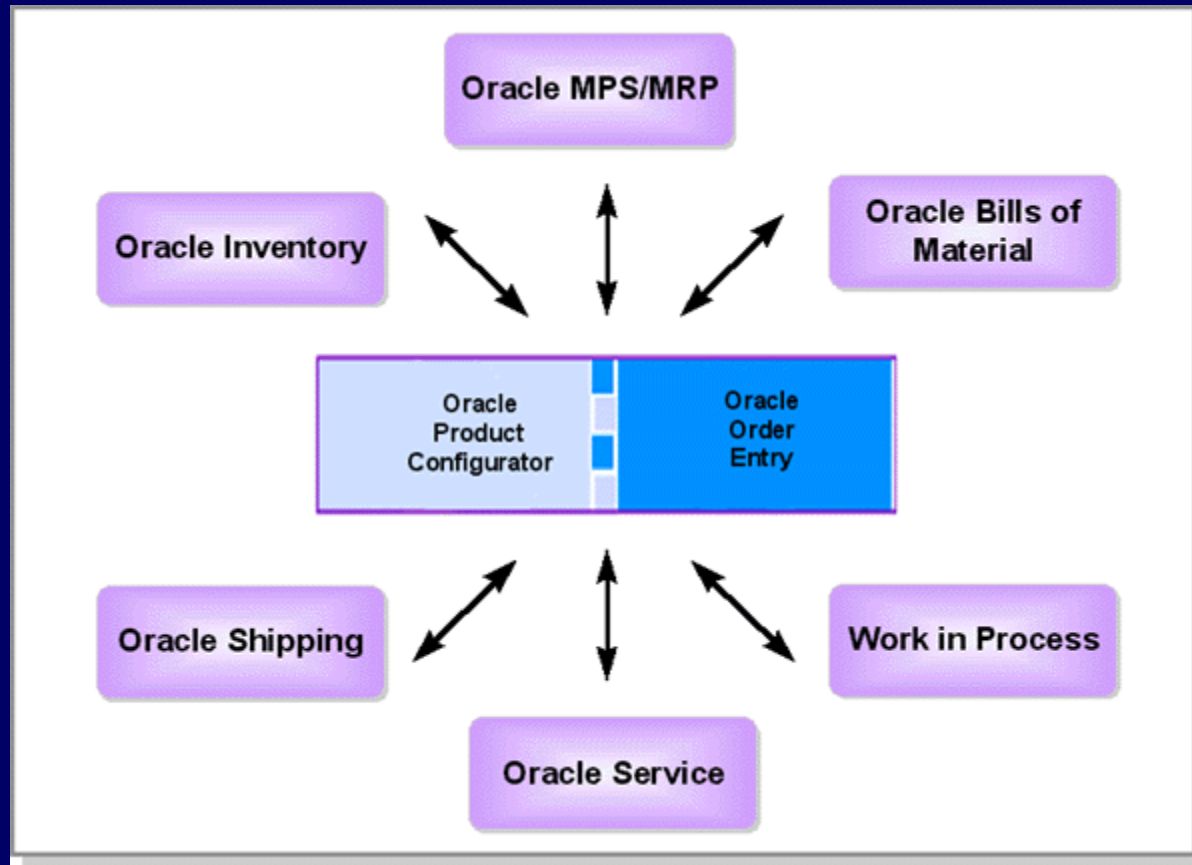 Oracle MPS/MRP
Oracle Inventory
Oracle Bills of
Material
Oracle
Product
Configurator
Oracle
Order
Entry
Oracle Shipping
Work in Process
Oracle Service